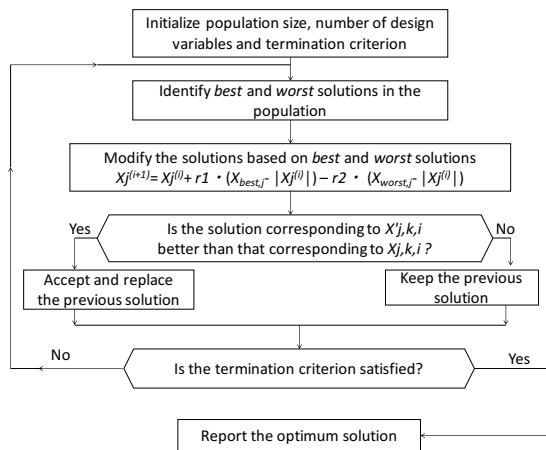 Initialize population size, number of design
variables and termination criterion
Identify best and worst solutions in the
population
Modify the solutions based on best and worst solutions
Xj(i+1)= Xj(i)+ r1 · (Xbest,j- |Xj(i)|) – r2 · (Xworst,j- |Xj(i)|)
Yes
Is the solution corresponding to X'j,k,i
better than that corresponding to Xj,k,i ?
No
Accept and replace
the previous solution
Keep the previous
solution
No
Is the termination criterion satisfied?
Yes
Report the optimum solution